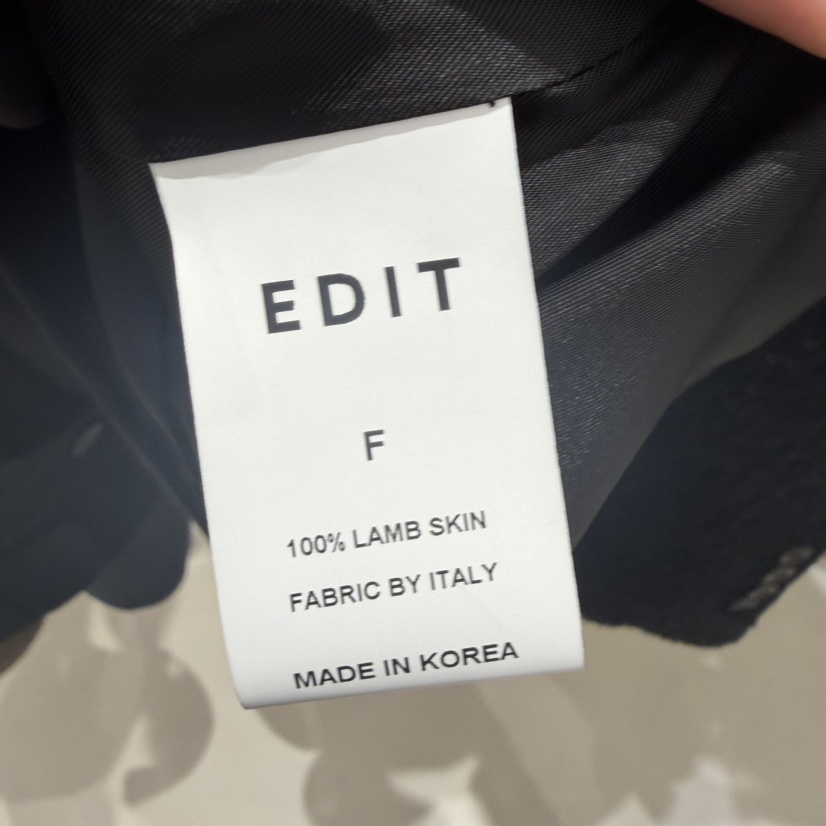 EDIT
F
100% LAMB SKIN
FABRIC BY ITALY
MADE IN KOREA